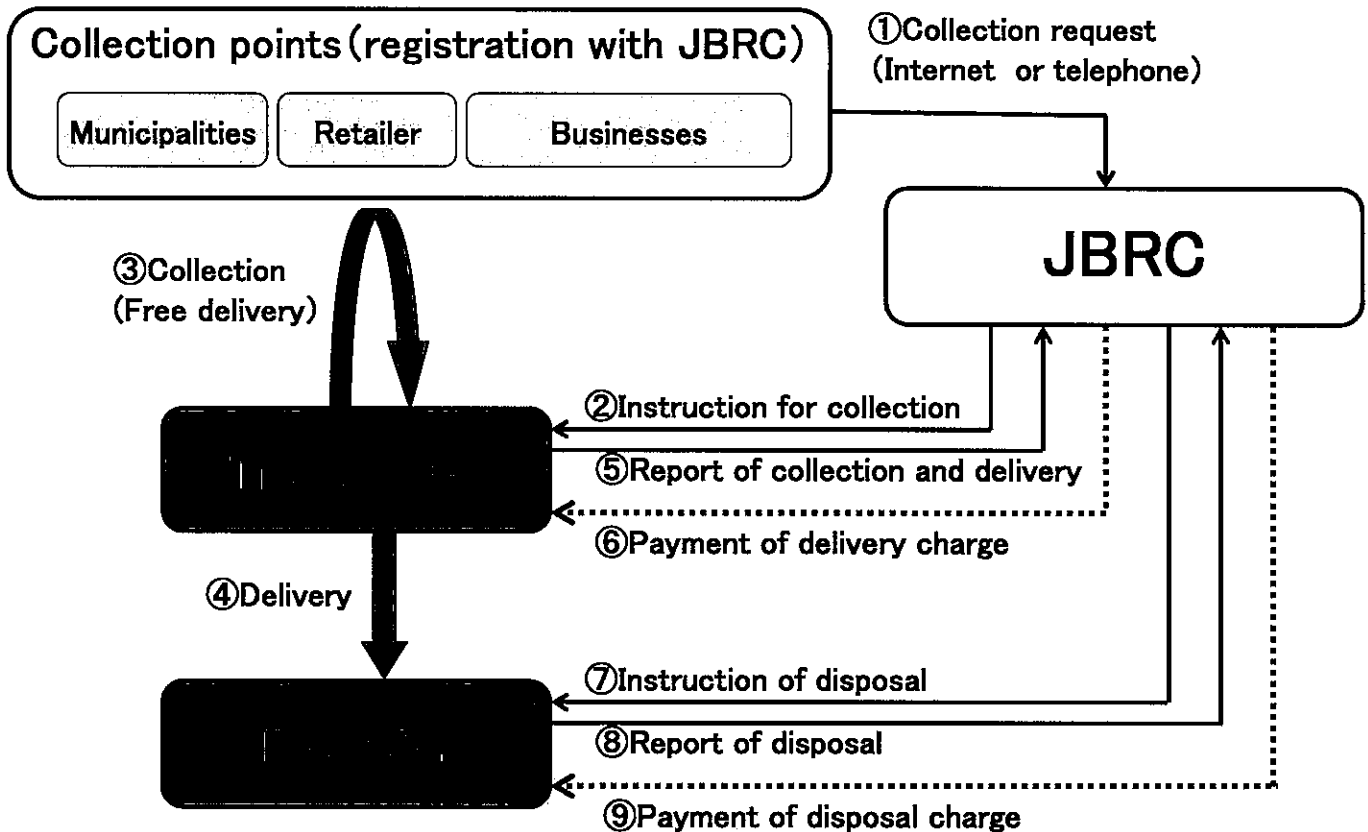 Collection points (registration with JBRC)
Municipalities
Retailer
Businesses
①Collection request
(Internet or telephone)
JBRC
③Collection
(Free delivery)
②Instruction for collection
⑤Report of collection and delivery
⑥Payment of delivery charge
④Delivery
⑦Instruction of disposal
⑧Report of disposal
⑨Payment of disposal charge